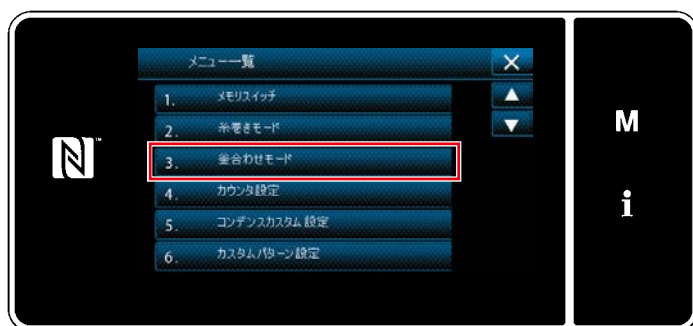 メニュー一覧
1. メモリスイッチ
2. 糸巻きモード
3. 釜合わせモード
4. カウンタ設定
5. コンデンスカスタム設定
6. カスタムパターン設定
M
i